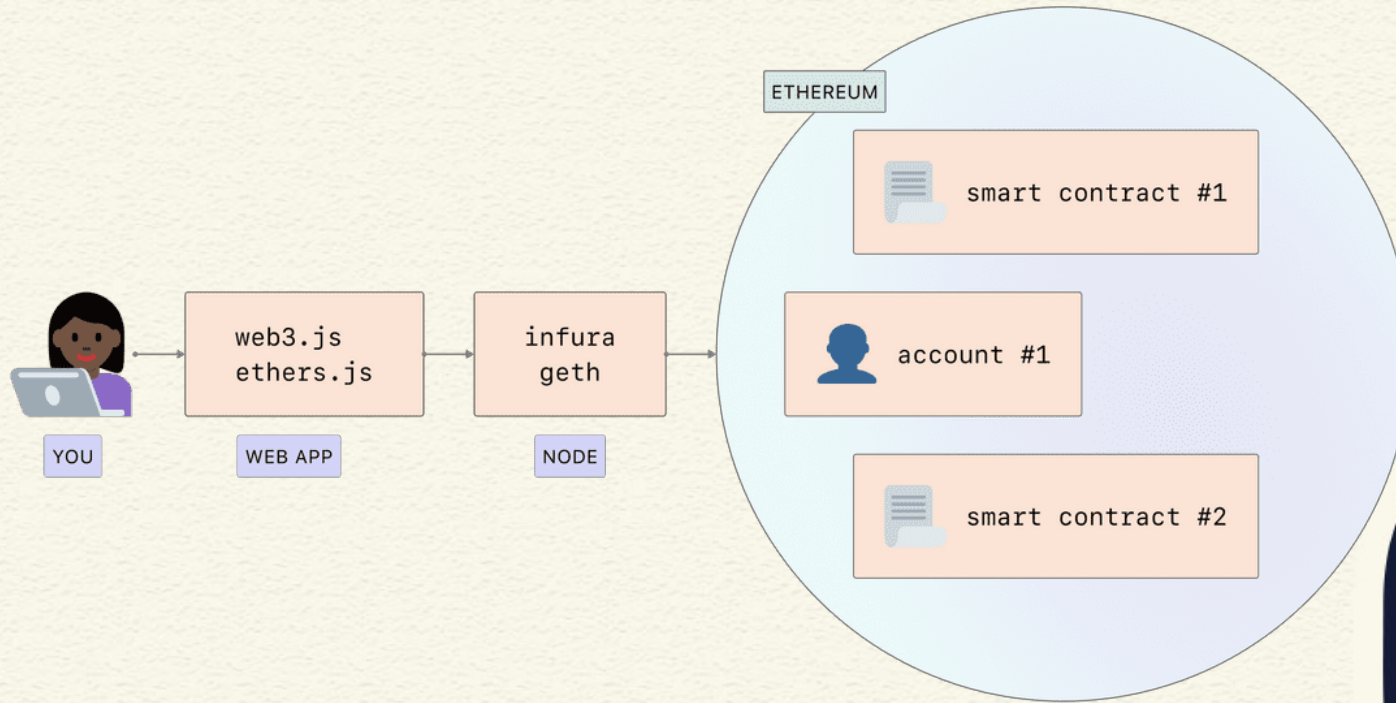 ETHEREUM
smart contract #1
web3.js
ethers.js
infura
geth
account #1
YOU
WEB APP
NODE
smart contract #2